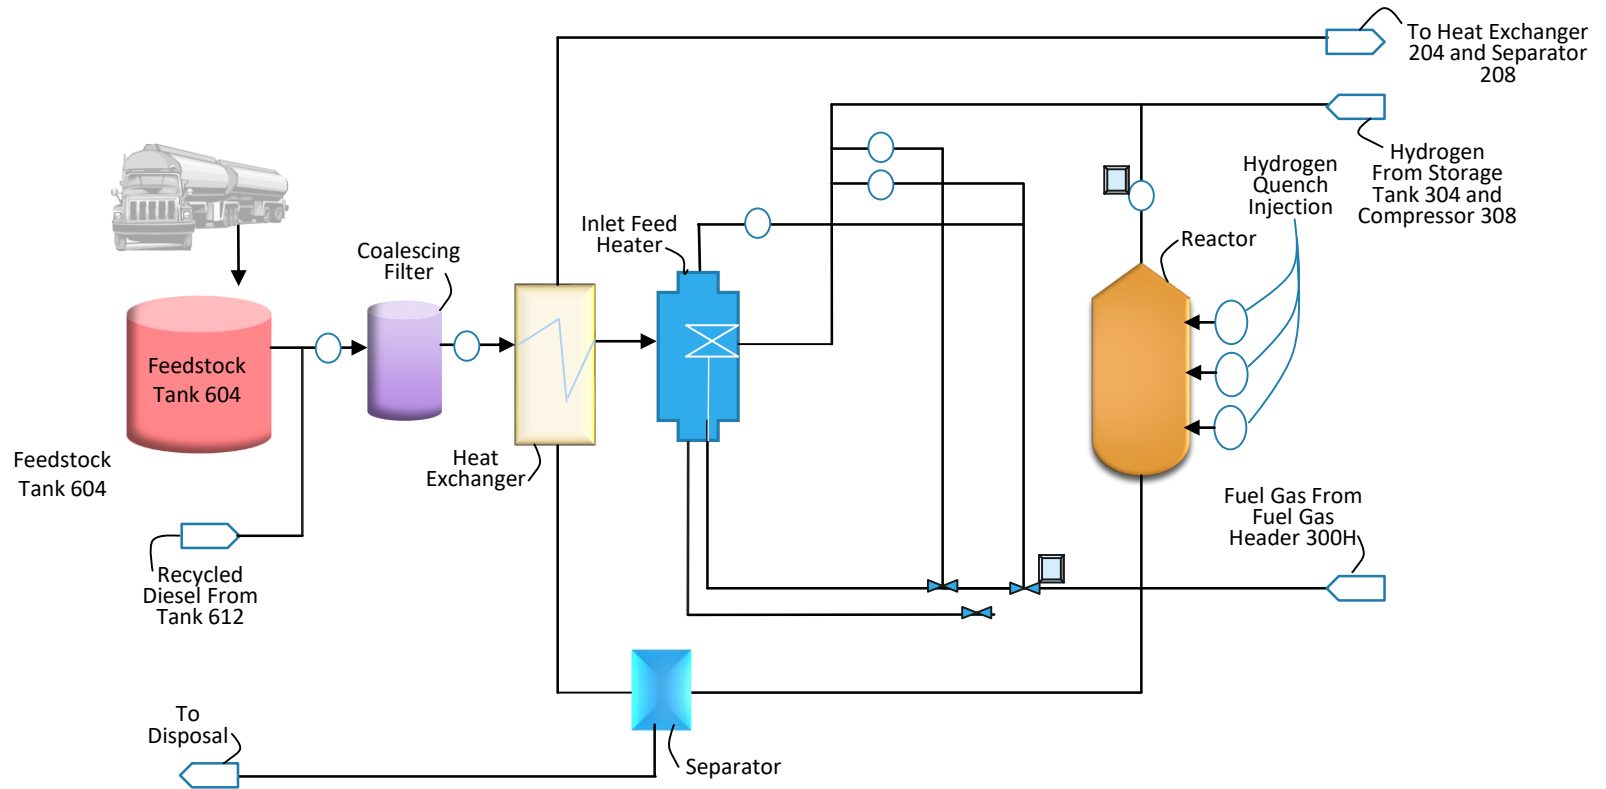 To Heat Exchanger
204 and Separator
208
Hydrogen
From Storage
Tank 304 and
Compressor 308
Hydrogen
Quench
Injection
Inlet Feed
Heater
Reactor
Coalescing
Filter
Feedstock
Tank 604
Feedstock
Tank 604
Heat
Exchanger
Fuel Gas From
Fuel Gas
Header 300H
Recycled
Diesel From
Tank 612
To
Disposal
Separator